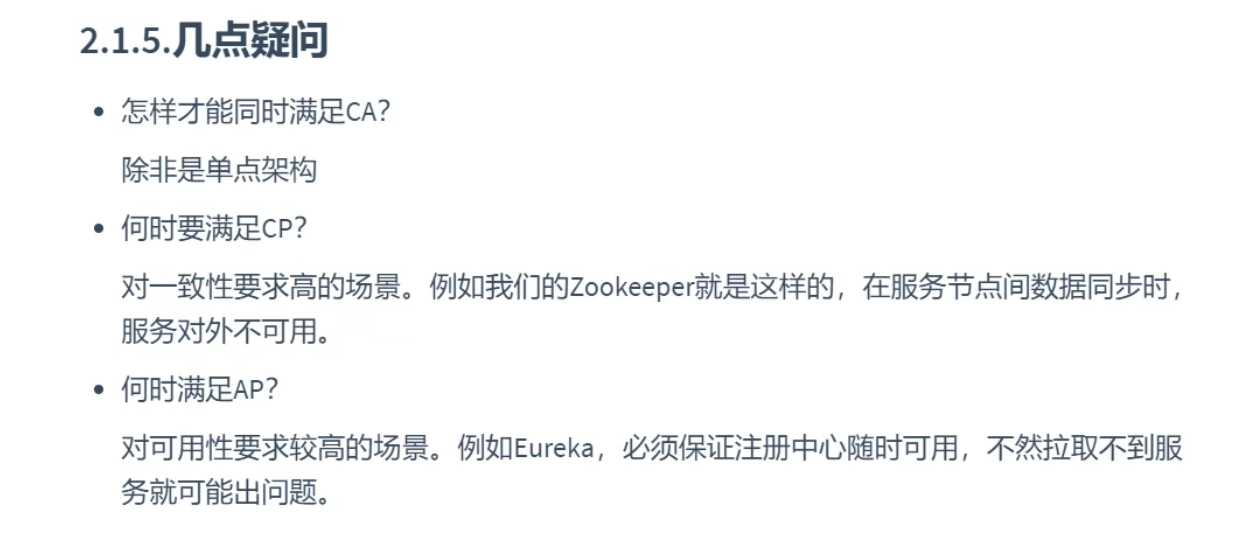 2.1.5.几点疑问
• 怎样才能同时满足CA？
除非是单点架构
• 何时要满足CP？
对一致性要求高的场景。例如我们的Zookeeper就是这样的，在服务节点间数据同步时，
服务对外不可用。
• 何时满足AP？
对可用性要求较高的场景。例如Eureka，必须保证注册中心随时可用，不然拉取不到服
务就可能出问题。